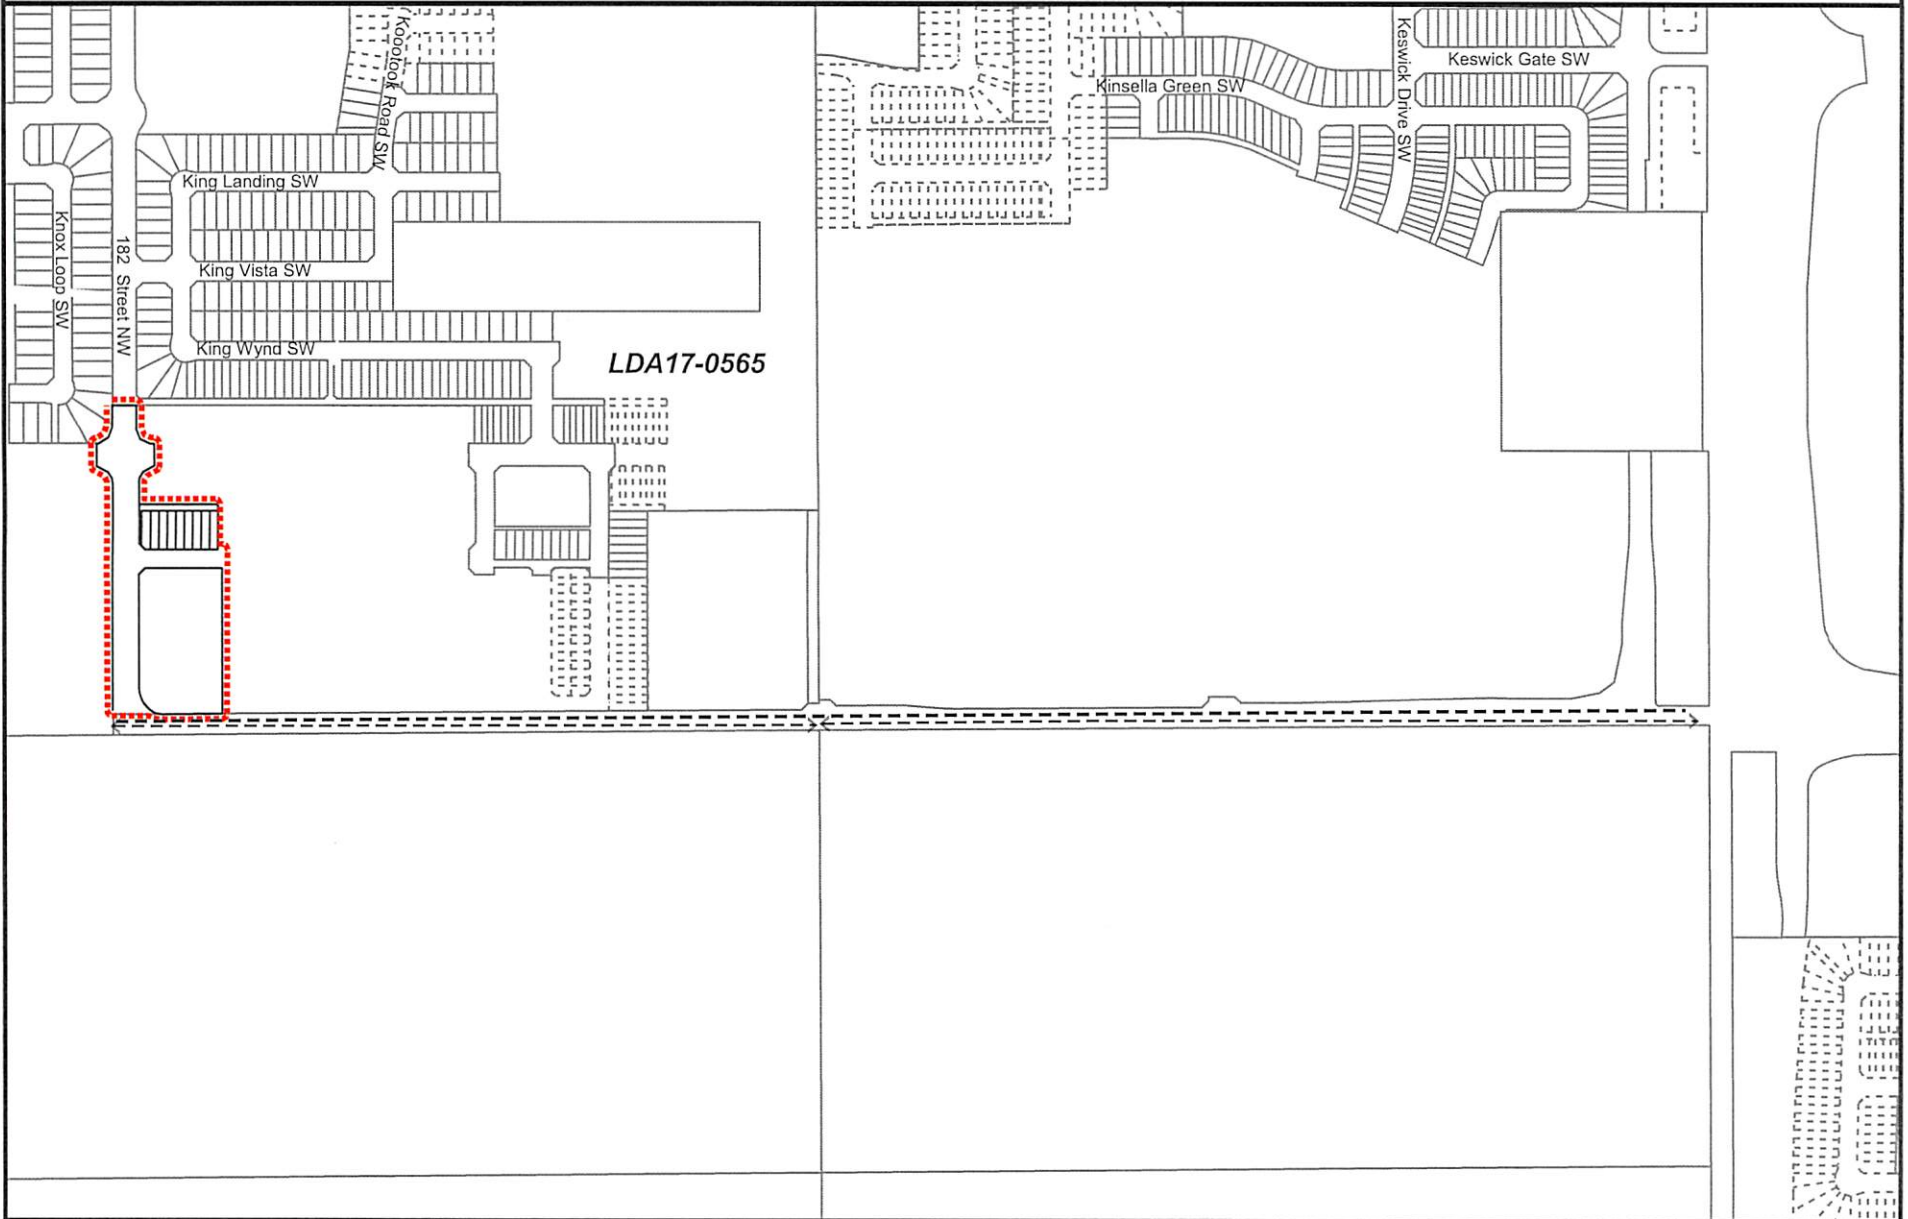 Kootook Road SW
Keswick Drive SW
Keswick Gate SW
Kinsella Green SW
King Landing SW
Knox Loop SW
182 Street NW
King Vista SW
King Wynd SW
LDA17-0565